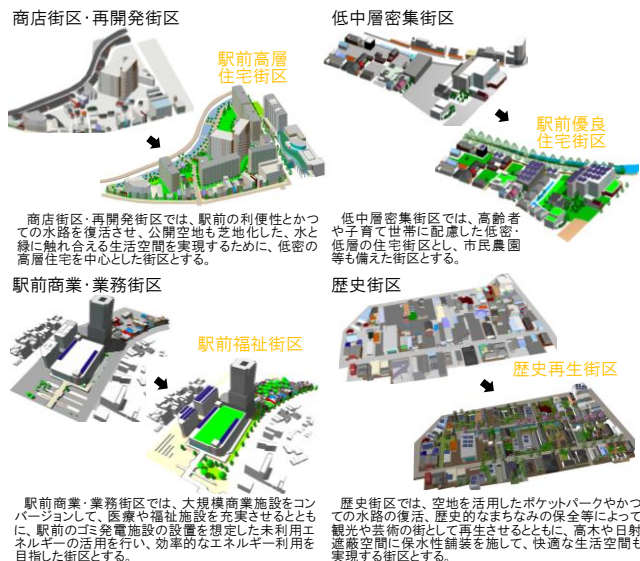 商店街区・再開発街区
駅前高層
住宅街区
商店街区・再開発街区では、駅前の利便性とかつ
ての水路を復活させ、公開空地も芝地化した、水と
緑に触れ合える生活空間を実現するために、低密の
高層住宅を中心とした街区とする。
低中層密集街区
駅前優良
住宅街区
低中層密集街区では、高齢者
や子育て世帯に配慮した低密・
低層の住宅街区とし、市民農園
等も備えた街区とする。
駅前商業・業務街区
駅前福祉街区
駅前商業・業務街区では、大規模商業施設をコン
バージョンして、医療や福祉施設を充実させるととも
に、駅前のゴミ発電施設の設置を想定した未利用エ
ネルギーの活用を行い、効率的なエネルギー利用を
目指した街区とする。
歴史街区
歴史再生街区
歴史街区では、空地を活用したポケットパークやかつ
ての水路の復活、歴史的なまちなみの保全等によって
観光や芸術の街として再生させるとともに、高木や日射
遮蔽空間に保水性舗装を施して、快適な生活空間も
実現する街区とする。